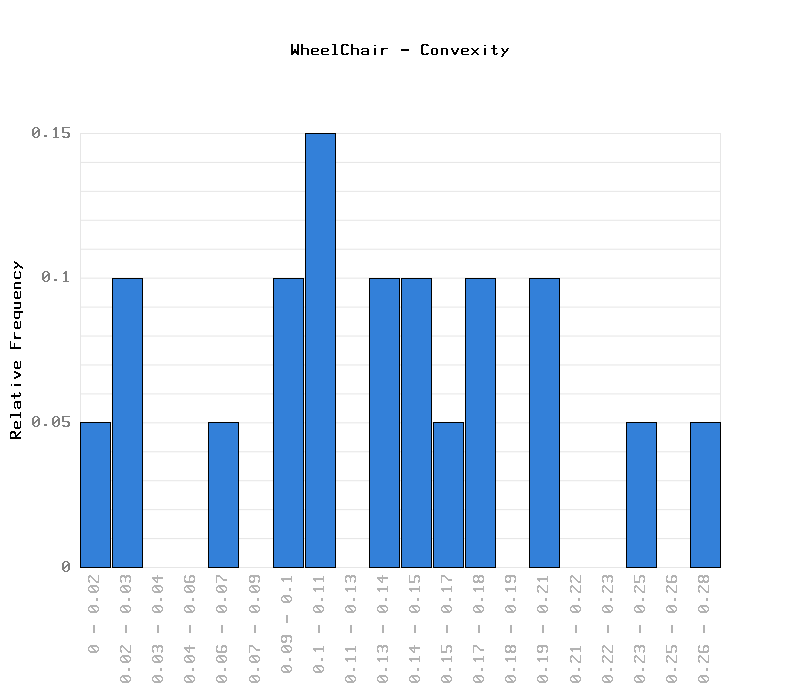 WheelChair - Convexity
Relative Frequency
0.15
0.1
0.05
0
0 - 0.02
0.02 - 0.03
0.03 - 0.04
0.04 - 0.06
0.06 - 0.07
0.07 - 0.09
0.09 - 0.1
0.1 - 0.11
0.11 - 0.13
0.13 - 0.14
0.14 - 0.15
0.15 - 0.17
0.17 - 0.18
0.18 - 0.19
0.19 - 0.21
0.21 - 0.22
0.22 - 0.23
0.23 - 0.25
0.25 - 0.26
0.26 - 0.28